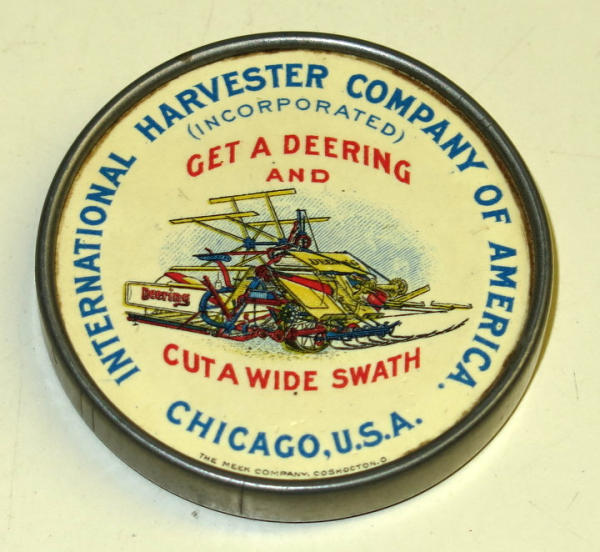 INTERNATIONAL HARVESTER COMPANY OF AMERICA.
(INCORPORATED)
GET A DEERING
AND
Deering
CUT A WIDE SWATH
CHICAGO, U.S.A.
THE MEEK COMPANY, COSHOCTON, O